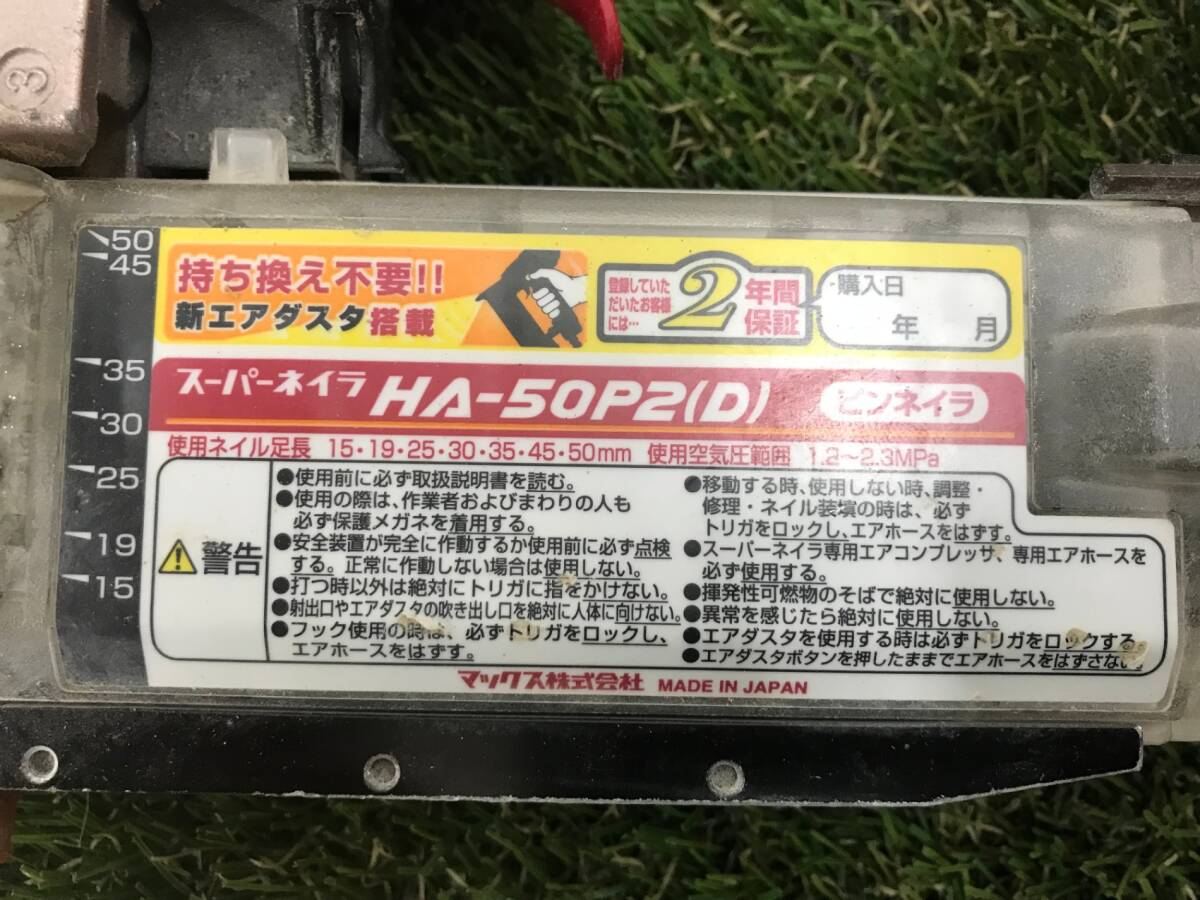 3
50
45
35
30
25
19
15
持ち換え不要!!
新エアダスタ搭載
登録していた
だいたお客様
には…
2年間
保証
購入日
年 月
スーパーネイラ HA-50P2(D) ピンネイラ
使用ネイル足長 15・19・25・30・35・45・50mm 使用空気圧範囲 1.2～2.3MPa
警告
●使用前に必ず取扱説明書を読む。
●使用の際は、作業者およびまわりの人も
必ず保護メガネを着用する。
●安全装置が完全に作動するか使用前に必ず点検
する。正常に作動しない場合は使用しない。
●打つ時以外は絶対にトリガに指をかけない。
●射出口やエアダスタの吹き出し口を絶対に人体に向けない。
●フック使用の時は、必ずトリガをロックし、
エアホースをはずす。
●移動する時、使用しない時、調整・
修理・ネイル装填の時は、必ず
トリガをロックし、エアホースをはずす。
●スーパーネイラ専用エアコンプレッサ、専用エアホースを
必ず使用する。
●揮発性可燃物のそばで絶対に使用しない。
●異常を感じたら絶対に使用しない。
●エアダスタを使用する時は必ずトリガをロックする
●エアダスタボタンを押したままでエアホースをはずさない
マックス株式会社 MADE IN JAPAN